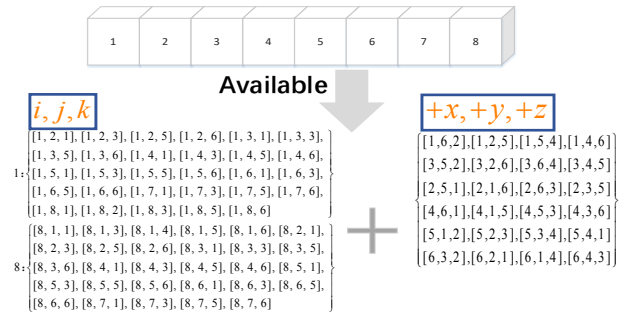 1 2 3 4 5 6 7 8
Available
i, j, k
+x,+y,+z
1:
[1, 2, 1], [1, 2, 3], [1, 2, 5], [1, 2, 6], [1, 3, 1], [1, 3, 3],
[1, 3, 5], [1, 3, 6], [1, 4, 1], [1, 4, 3], [1, 4, 5], [1, 4, 6],
[1, 5, 1], [1, 5, 3], [1, 5, 5], [1, 5, 6], [1, 6, 1], [1, 6, 3],
[1, 6, 5], [1, 6, 6], [1, 7, 1], [1, 7, 3], [1, 7, 5], [1, 7, 6],
[1, 8, 1], [1, 8, 2], [1, 8, 3], [1, 8, 5], [1, 8, 6]
8:
[8, 1, 1], [8, 1, 3], [8, 1, 4], [8, 1, 5], [8, 1, 6], [8, 2, 1],
[8, 2, 3], [8, 2, 5], [8, 2, 6], [8, 3, 1], [8, 3, 3], [8, 3, 5],
[8, 3, 6], [8, 4, 1], [8, 4, 3], [8, 4, 5], [8, 4, 6], [8, 5, 1],
[8, 5, 3], [8, 5, 5], [8, 5, 6], [8, 6, 1], [8, 6, 3], [8, 6, 5],
[8, 6, 6], [8, 7, 1], [8, 7, 3], [8, 7, 5], [8, 7, 6]
+
[1,6,2],[1,2,5],[1,5,4],[1,4,6]
[3,5,2],[3,2,6],[3,6,4],[3,4,5]
[2,5,1],[2,1,6],[2,6,3],[2,3,5]
[4,6,1],[4,1,5],[4,5,3],[4,3,6]
[5,1,2],[5,2,3],[5,3,4],[5,4,1]
[6,3,2],[6,2,1],[6,1,4],[6,4,3]